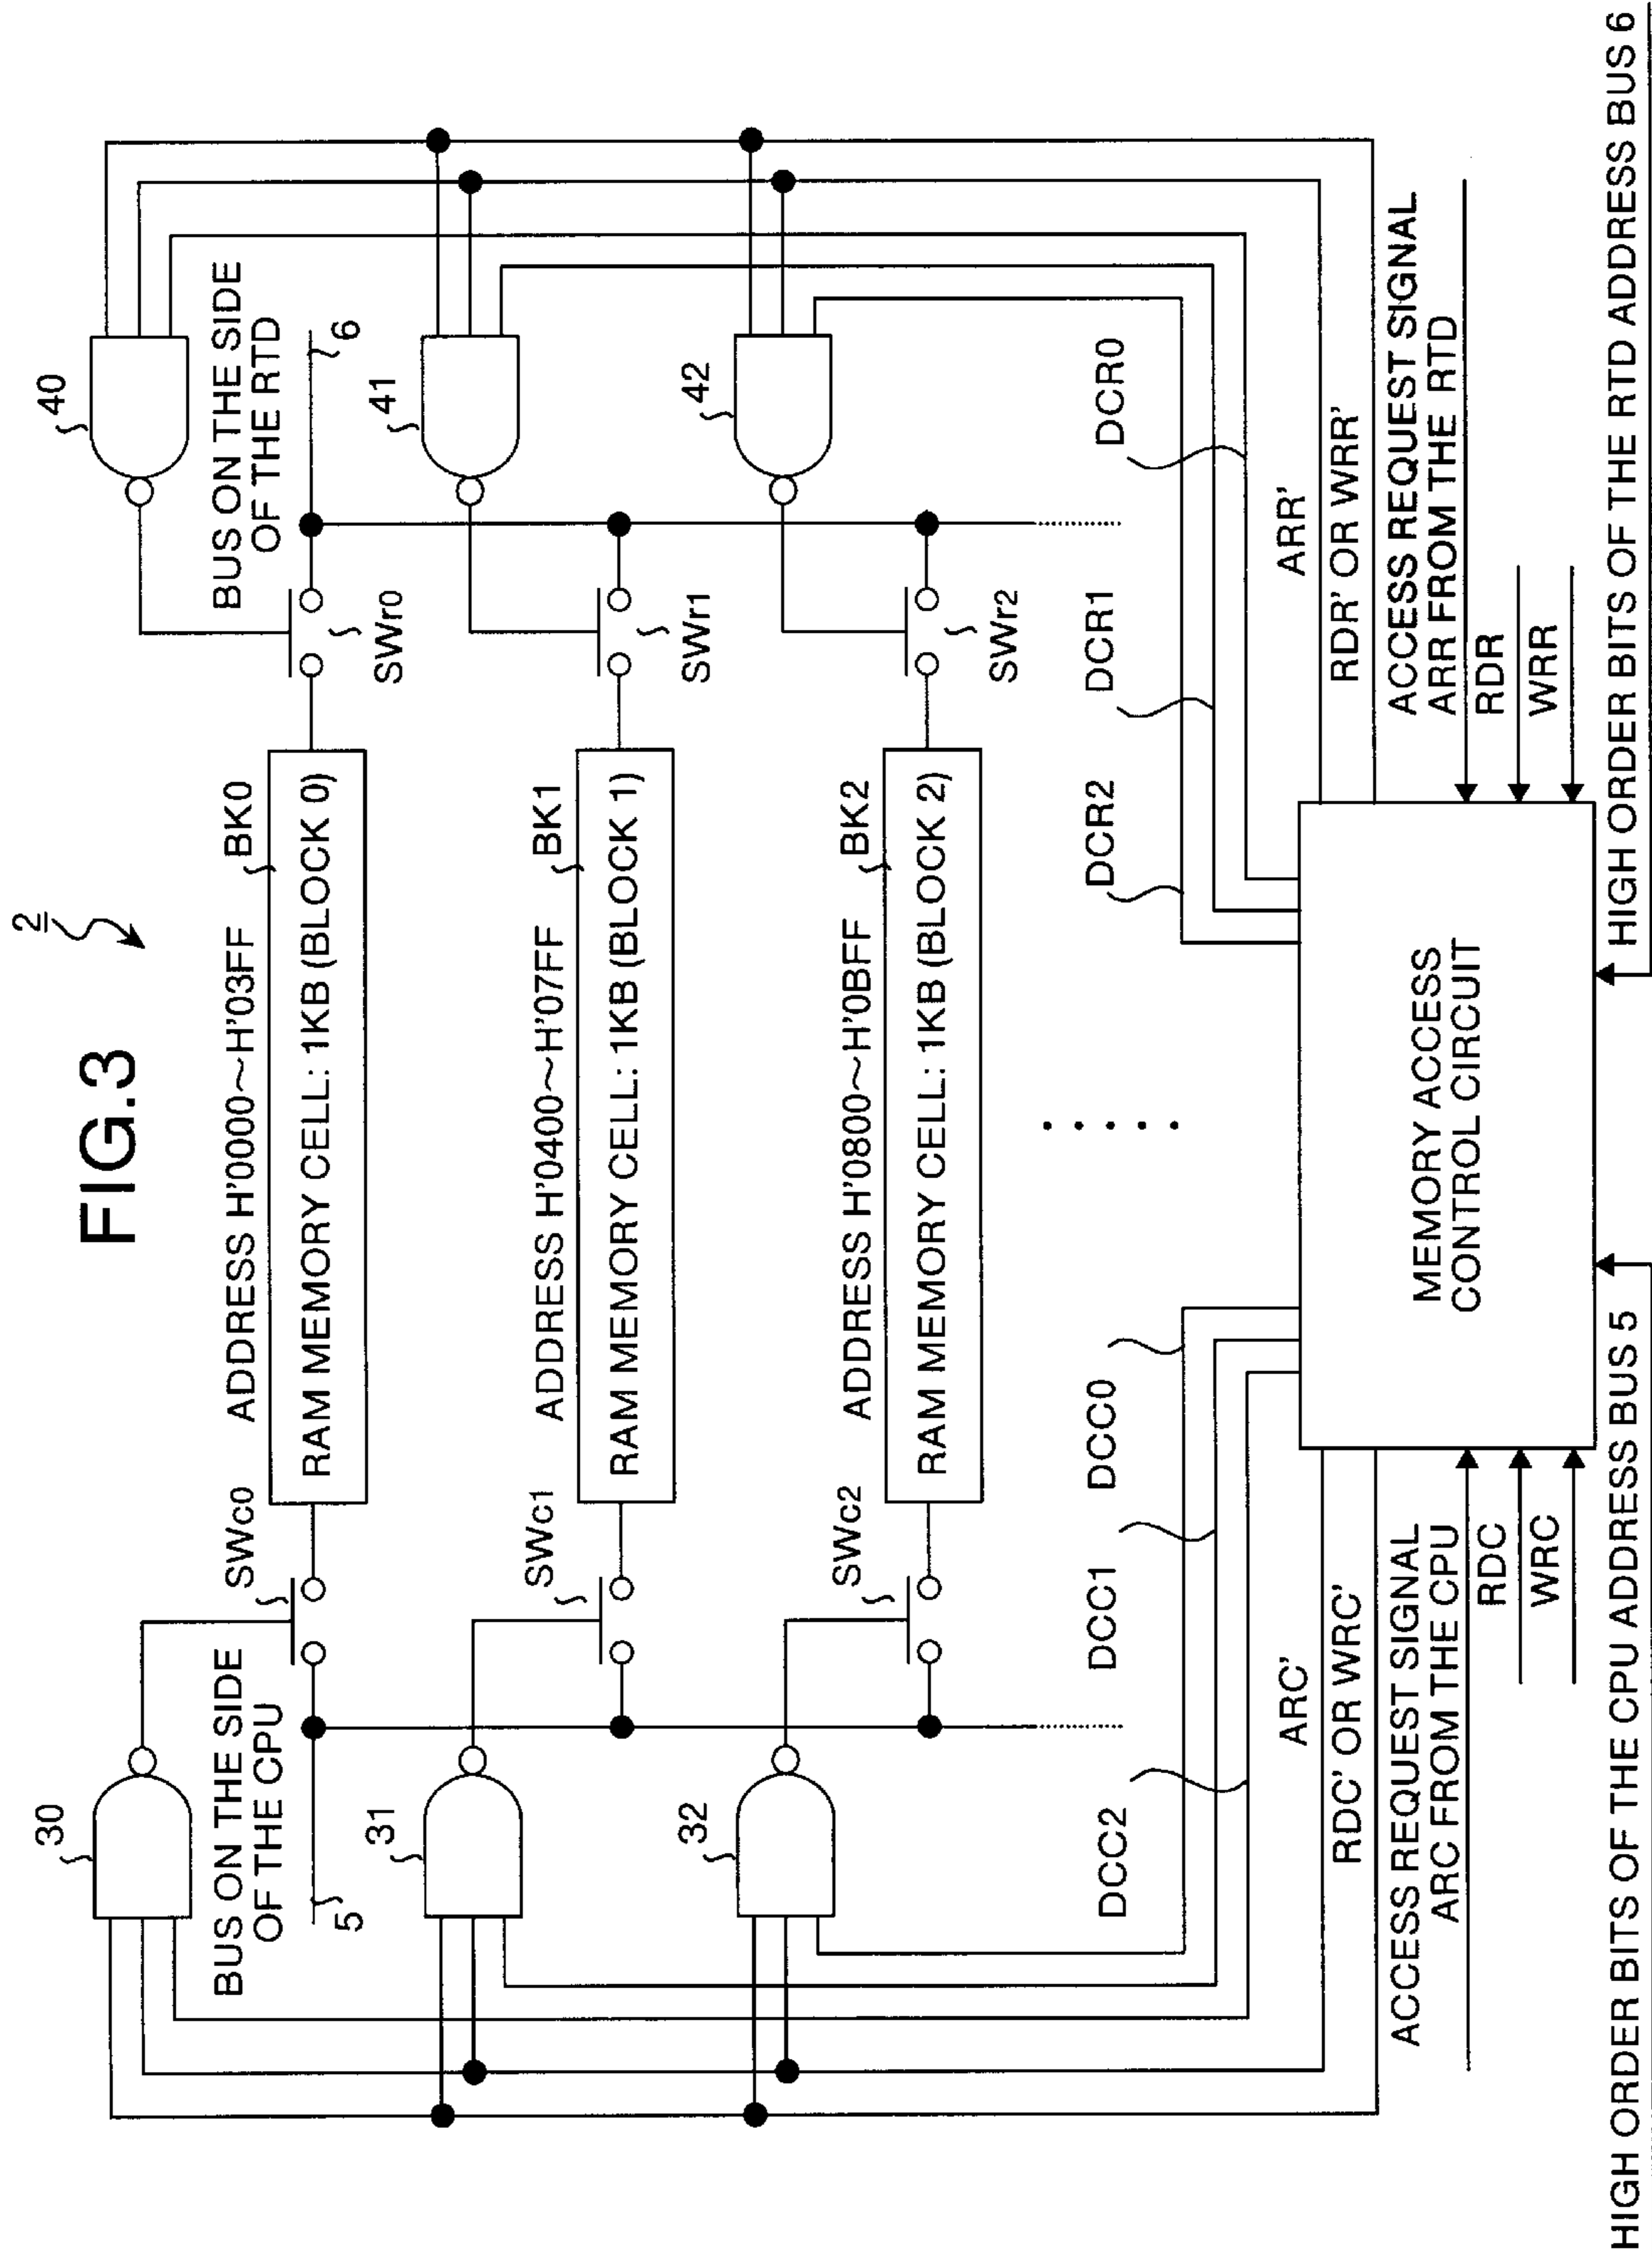 FIG.3
2
30
BUS ON THE SIDE
OF THE CPU
5
SWc0
ADDRESS H'0000~H'03FF
BK0
RAM MEMORY CELL: 1KB (BLOCK 0)
SWr0
BUS ON THE SIDE
OF THE RTD
6
40
31
SWc1
ADDRESS H'0400~H'07FF
BK1
RAM MEMORY CELL: 1KB (BLOCK 1)
SWr1
41
32
SWc2
ADDRESS H'0800~H'0BFF
BK2
RAM MEMORY CELL: 1KB (BLOCK 2)
SWr2
42
DCC2
DCC1
DCC0
DCR2
DCR1
DCR0
ARC'
RDC' OR WRC'
ACCESS REQUEST SIGNAL
ARC FROM THE CPU
RDC
WRC
MEMORY ACCESS
CONTROL CIRCUIT
ARR'
RDR' OR WRR'
ACCESS REQUEST SIGNAL
ARR FROM THE RTD
RDR
WRR
HIGH ORDER BITS OF THE CPU ADDRESS BUS 5
HIGH ORDER BITS OF THE RTD ADDRESS BUS 6